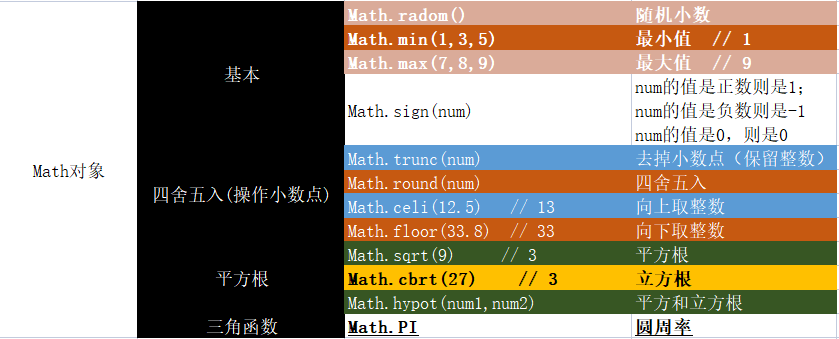 Math对象
基本
Math.radom() 随机小数
Math.min(1,3,5) 最小值 // 1
Math.max(7,8,9) 最大值 // 9
Math.sign(num)
num的值是正数则是1;
num的值是负数则是-1
num的值是0，则是0
四舍五入(操作小数点)
Math.trunc(num) 去掉小数点（保留整数）
Math.round(num) 四舍五入
Math.celi(12.5) // 13 向上取整数
Math.floor(33.8) // 33 向下取整数
平方根
Math.sqrt(9) // 3 平方根
Math.cbrt(27) // 3 立方根
Math.hypot(num1,num2) 平方和立方根
三角函数
Math.PI 圆周率